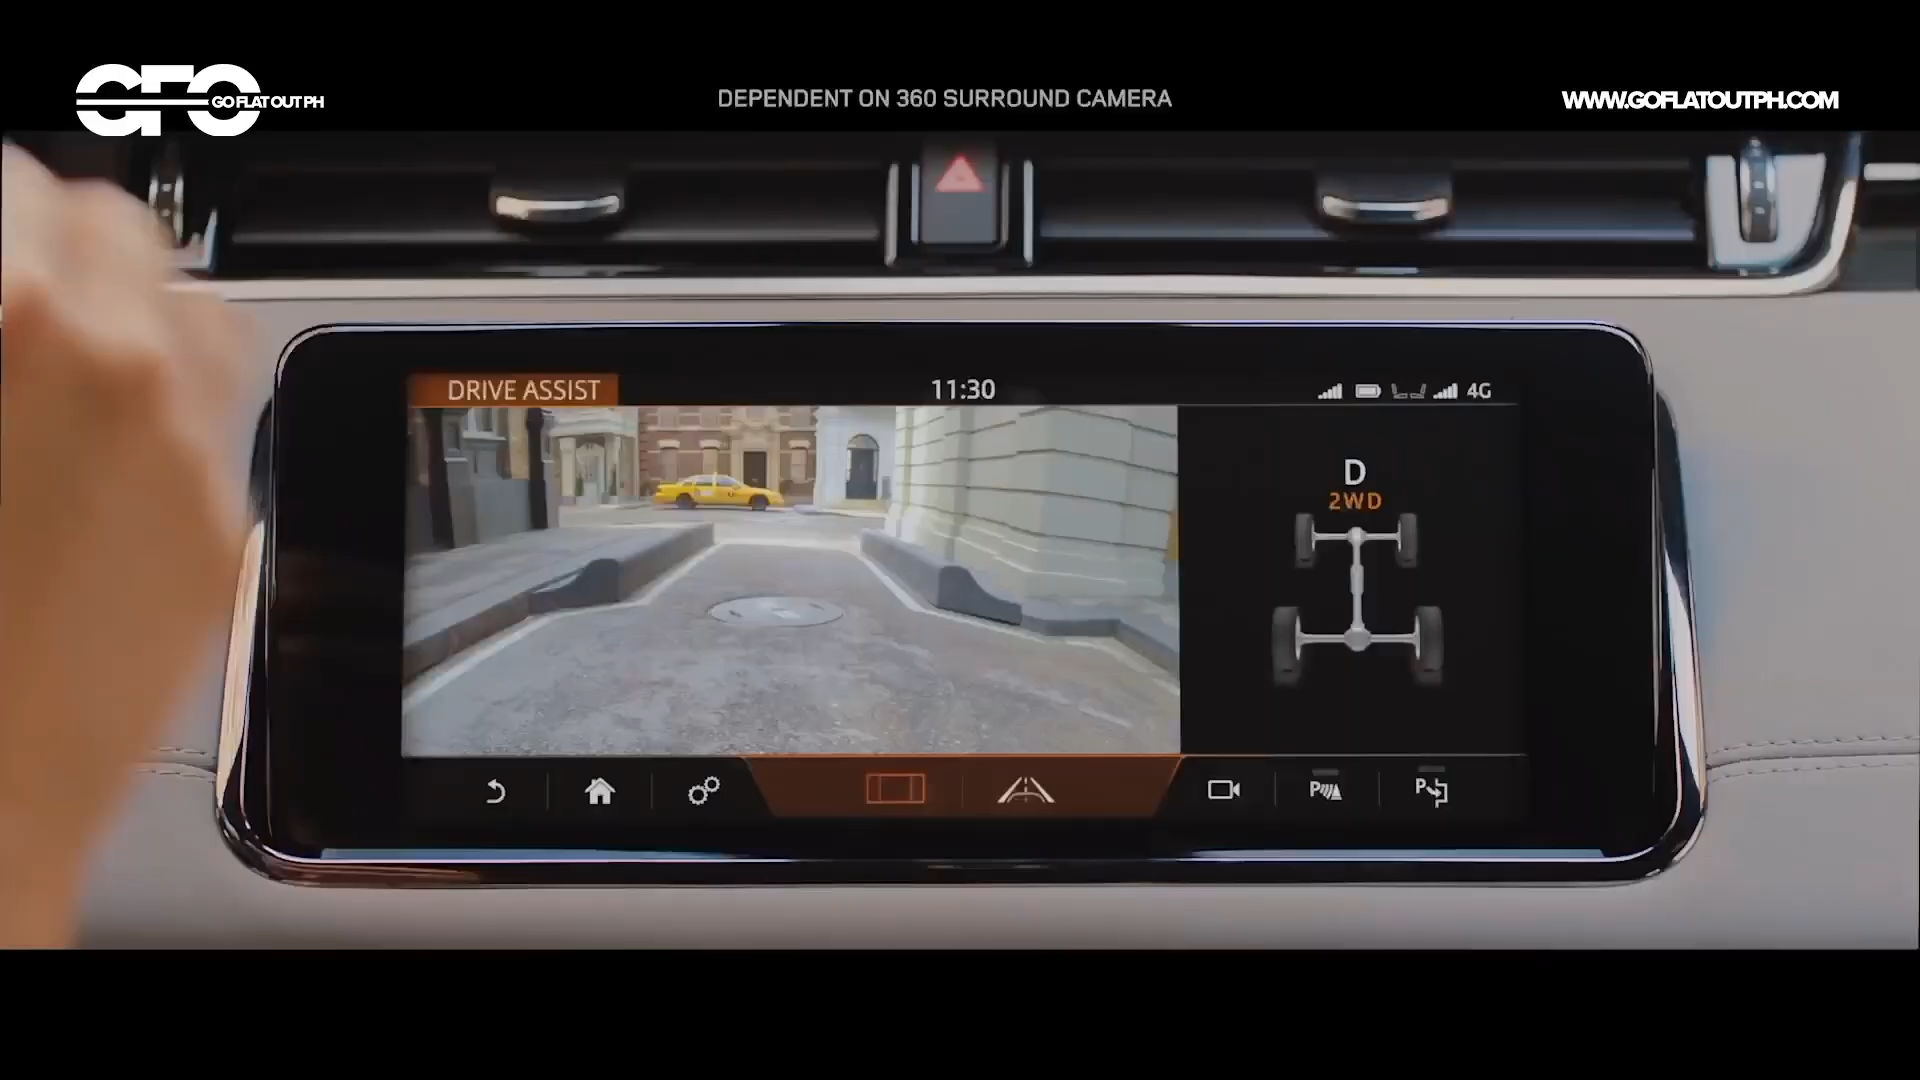 GFO
GO FLAT OUT PH
DEPENDENT ON 360 SURROUND CAMERA
WWW.GOFLATOUTPH.COM
DRIVE ASSIST
11:30
4G
D
2WD
P
P